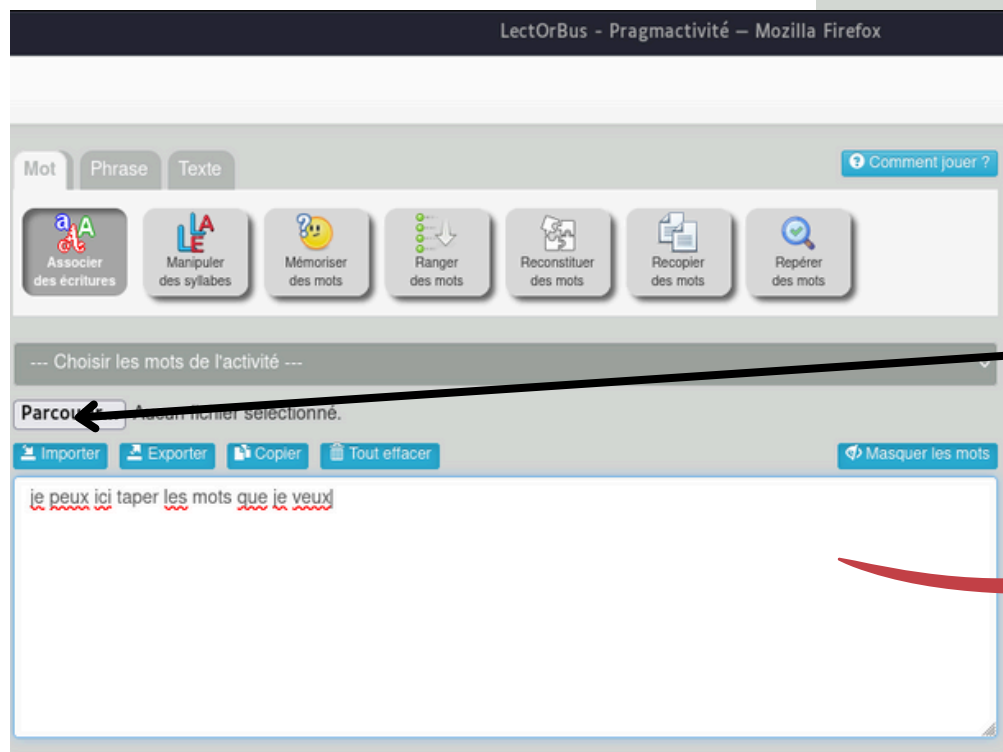 LectOrBus - Pragmactivité — Mozilla Firefox
Mot Phrase Texte Comment jouer ?
Associer des écritures
Manipuler des syllabes
Mémoriser des mots
Ranger des mots
Reconstituer des mots
Recopier des mots
Repérer des mots
--- Choisir les mots de l'activité ---
Aucun fichier sélectionné.
Importer Exporter Copier Tout effacer Masquer les mots
je peux ici taper les mots que je veux